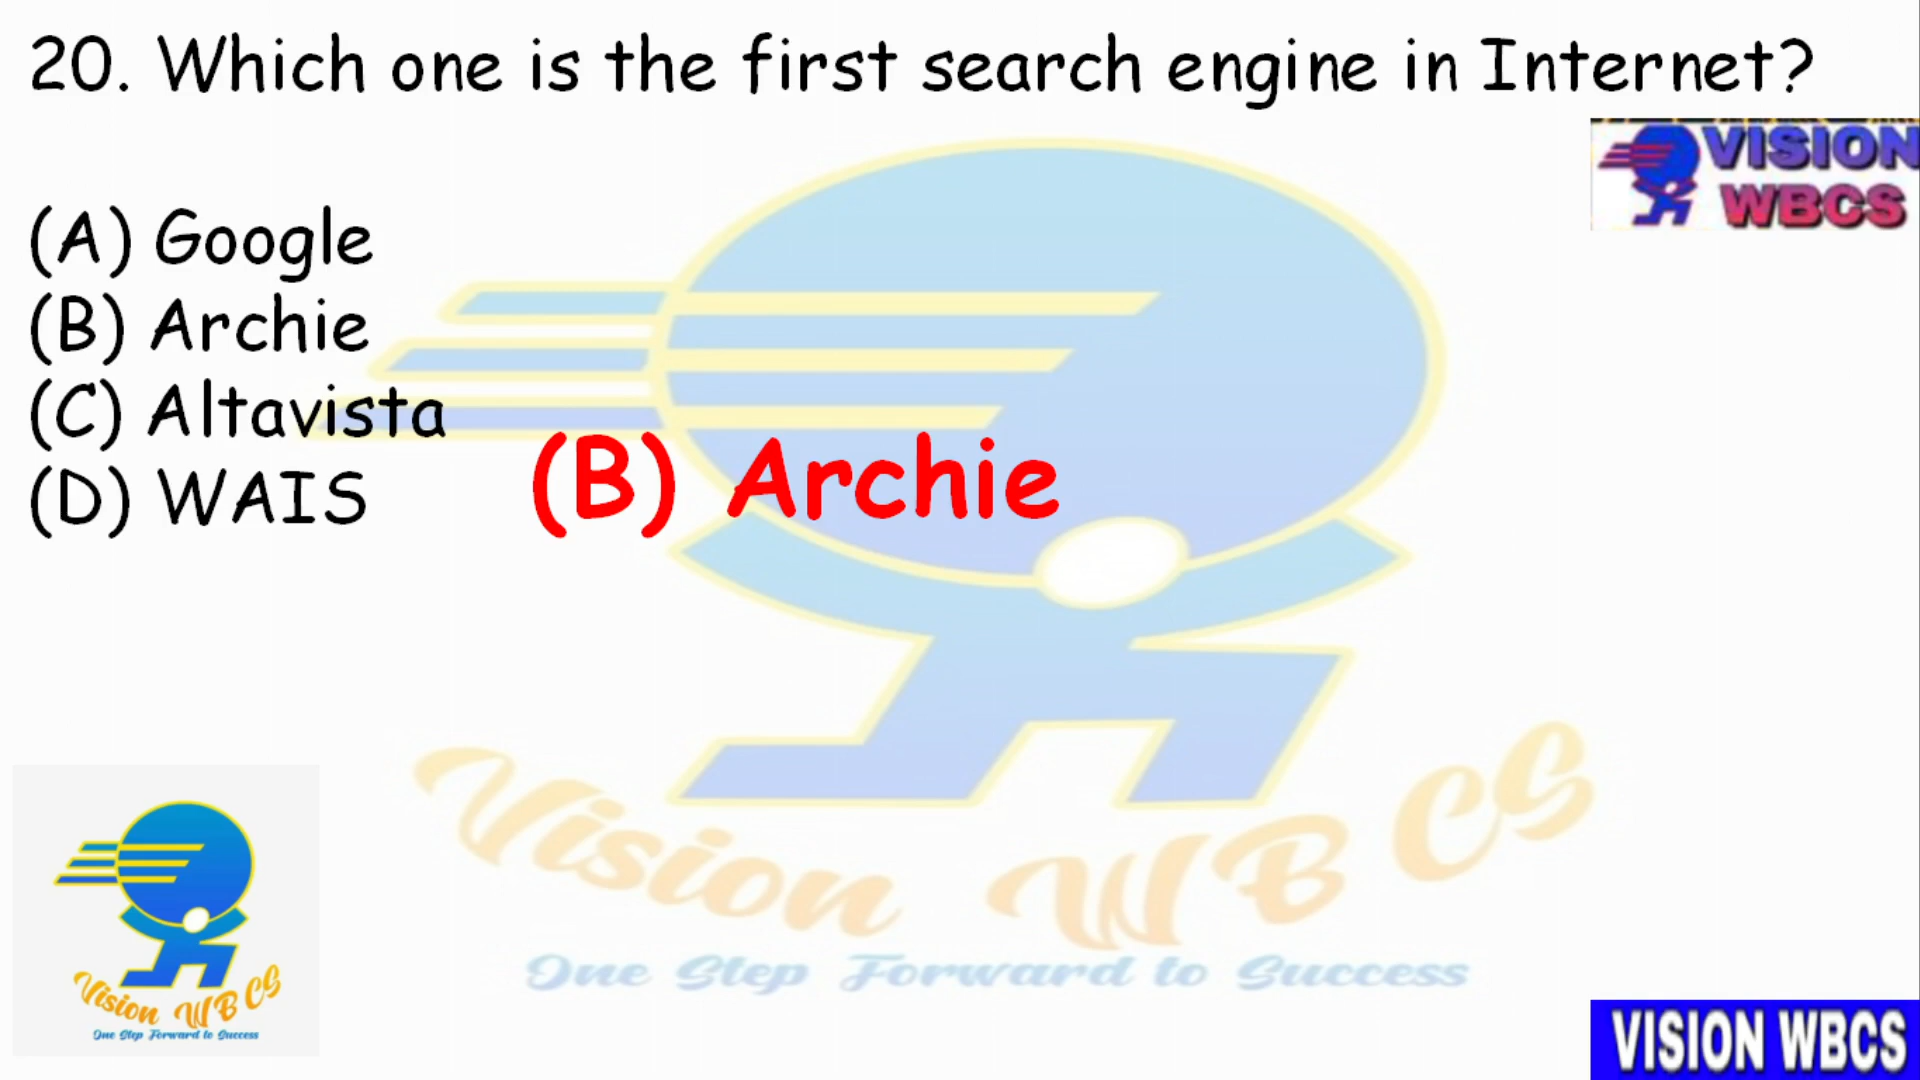 20. Which one is the first search engine in Internet?
VISION
WBCS
(A) Google
(B) Archie
(C) Altavista
(D) WAIS
(B) Archie
Vision WBCS
One Step Forward to Success
Vision WBCS
One Step Forward to Success
VISION WBCS